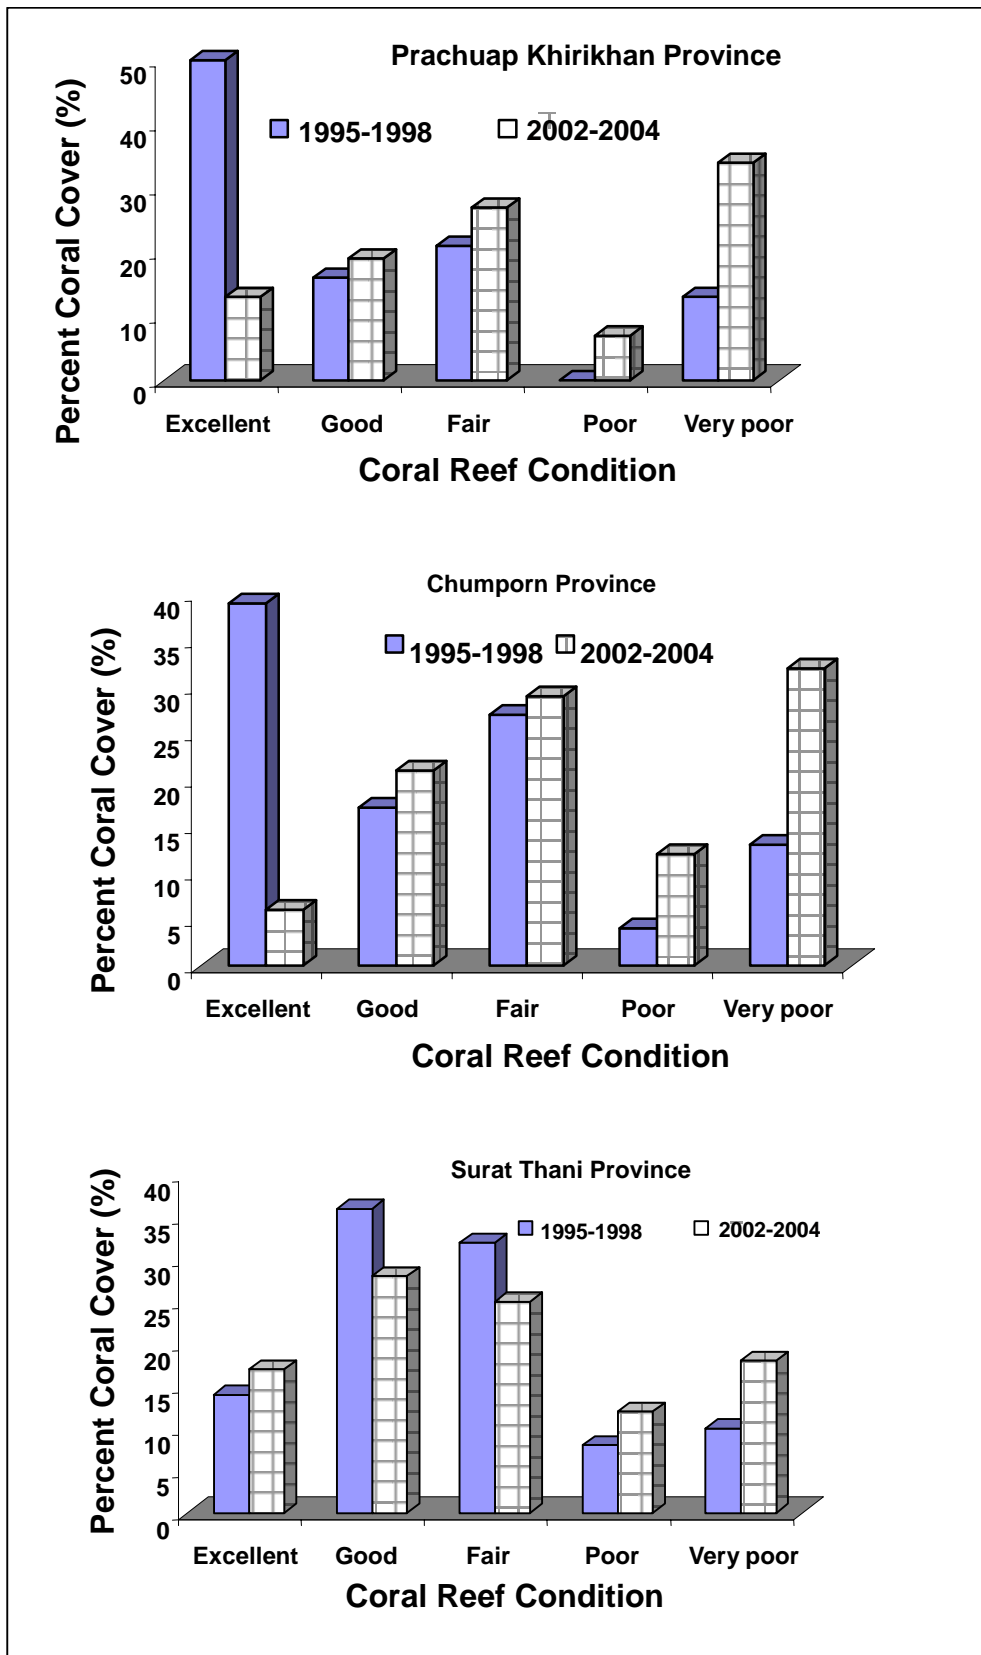 Prachuap Khirikhan Province
Percent Coral Cover (%)
50
40
30
20
10
0
1995-1998 2002-2004
Excellent Good Fair Poor Very poor
Coral Reef Condition
Chumporn Province
Percent Coral Cover (%)
40
35
30
25
20
15
10
5
0
1995-1998 2002-2004
Excellent Good Fair Poor Very poor
Coral Reef Condition
Surat Thani Province
Percent Coral Cover (%)
40
35
30
25
20
15
10
5
0
1995-1998 2002-2004
Excellent Good Fair Poor Very poor
Coral Reef Condition